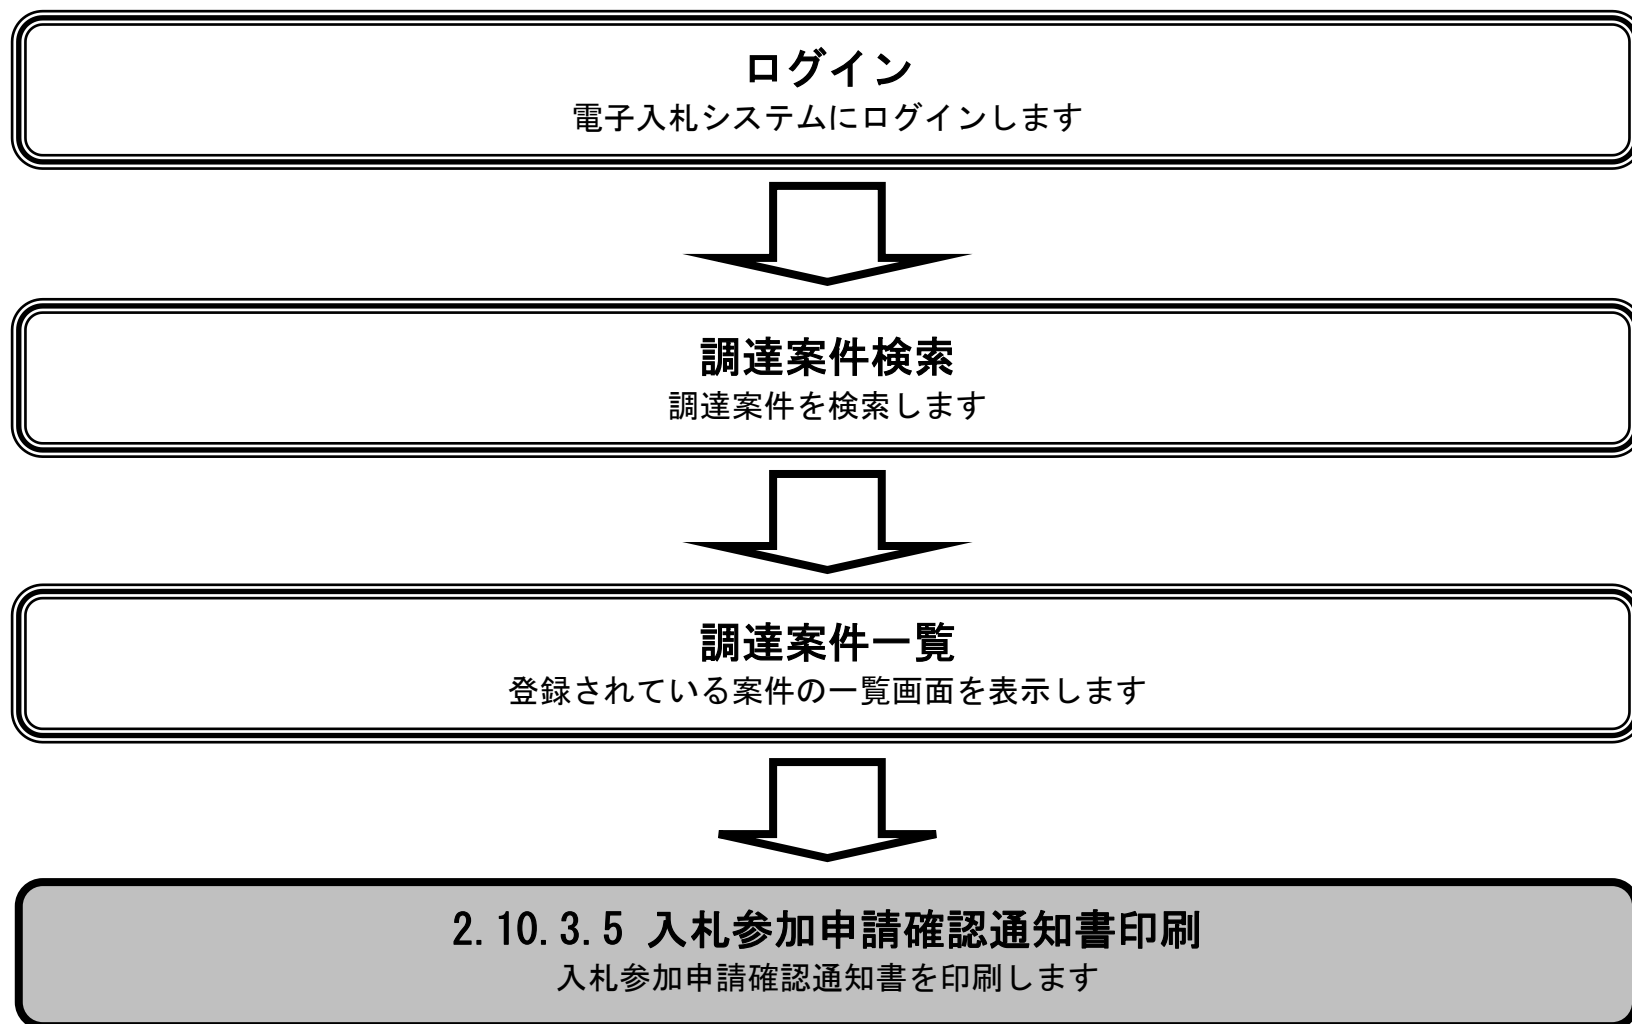 ログイン
電子入札システムにログインします
調達案件検索
調達案件を検索します
調達案件一覧
登録されている案件の一覧画面を表示します
2.10.3.5 入札参加申請確認通知書印刷
入札参加申請確認通知書を印刷します